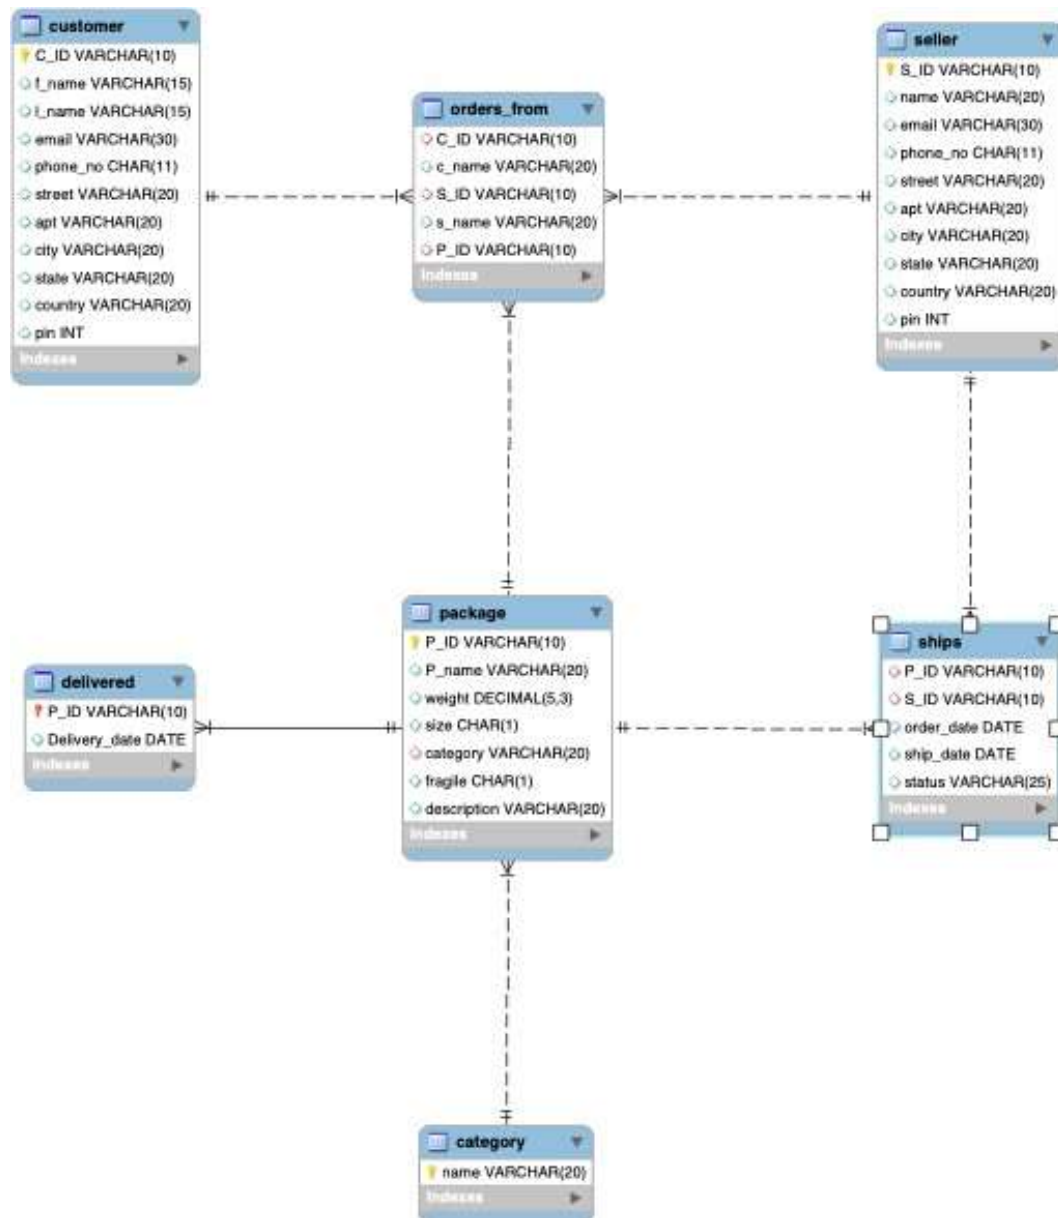 customer
C_ID VARCHAR(10)
f_name VARCHAR(15)
l_name VARCHAR(15)
email VARCHAR(30)
phone_no CHAR(11)
street VARCHAR(20)
apt VARCHAR(20)
city VARCHAR(20)
state VARCHAR(20)
country VARCHAR(20)
pin INT
Indexes
orders_from
C_ID VARCHAR(10)
c_name VARCHAR(20)
S_ID VARCHAR(10)
s_name VARCHAR(20)
P_ID VARCHAR(10)
Indexes
seller
S_ID VARCHAR(10)
name VARCHAR(20)
email VARCHAR(30)
phone_no CHAR(11)
street VARCHAR(20)
apt VARCHAR(20)
city VARCHAR(20)
state VARCHAR(20)
country VARCHAR(20)
pin INT
Indexes
delivered
P_ID VARCHAR(10)
Delivery_date DATE
Indexes
package
P_ID VARCHAR(10)
P_name VARCHAR(20)
weight DECIMAL(5,3)
size CHAR(1)
category VARCHAR(20)
fragile CHAR(1)
description VARCHAR(20)
Indexes
ships
P_ID VARCHAR(10)
S_ID VARCHAR(10)
order_date DATE
ship_date DATE
status VARCHAR(25)
Indexes
category
name VARCHAR(20)
Indexes